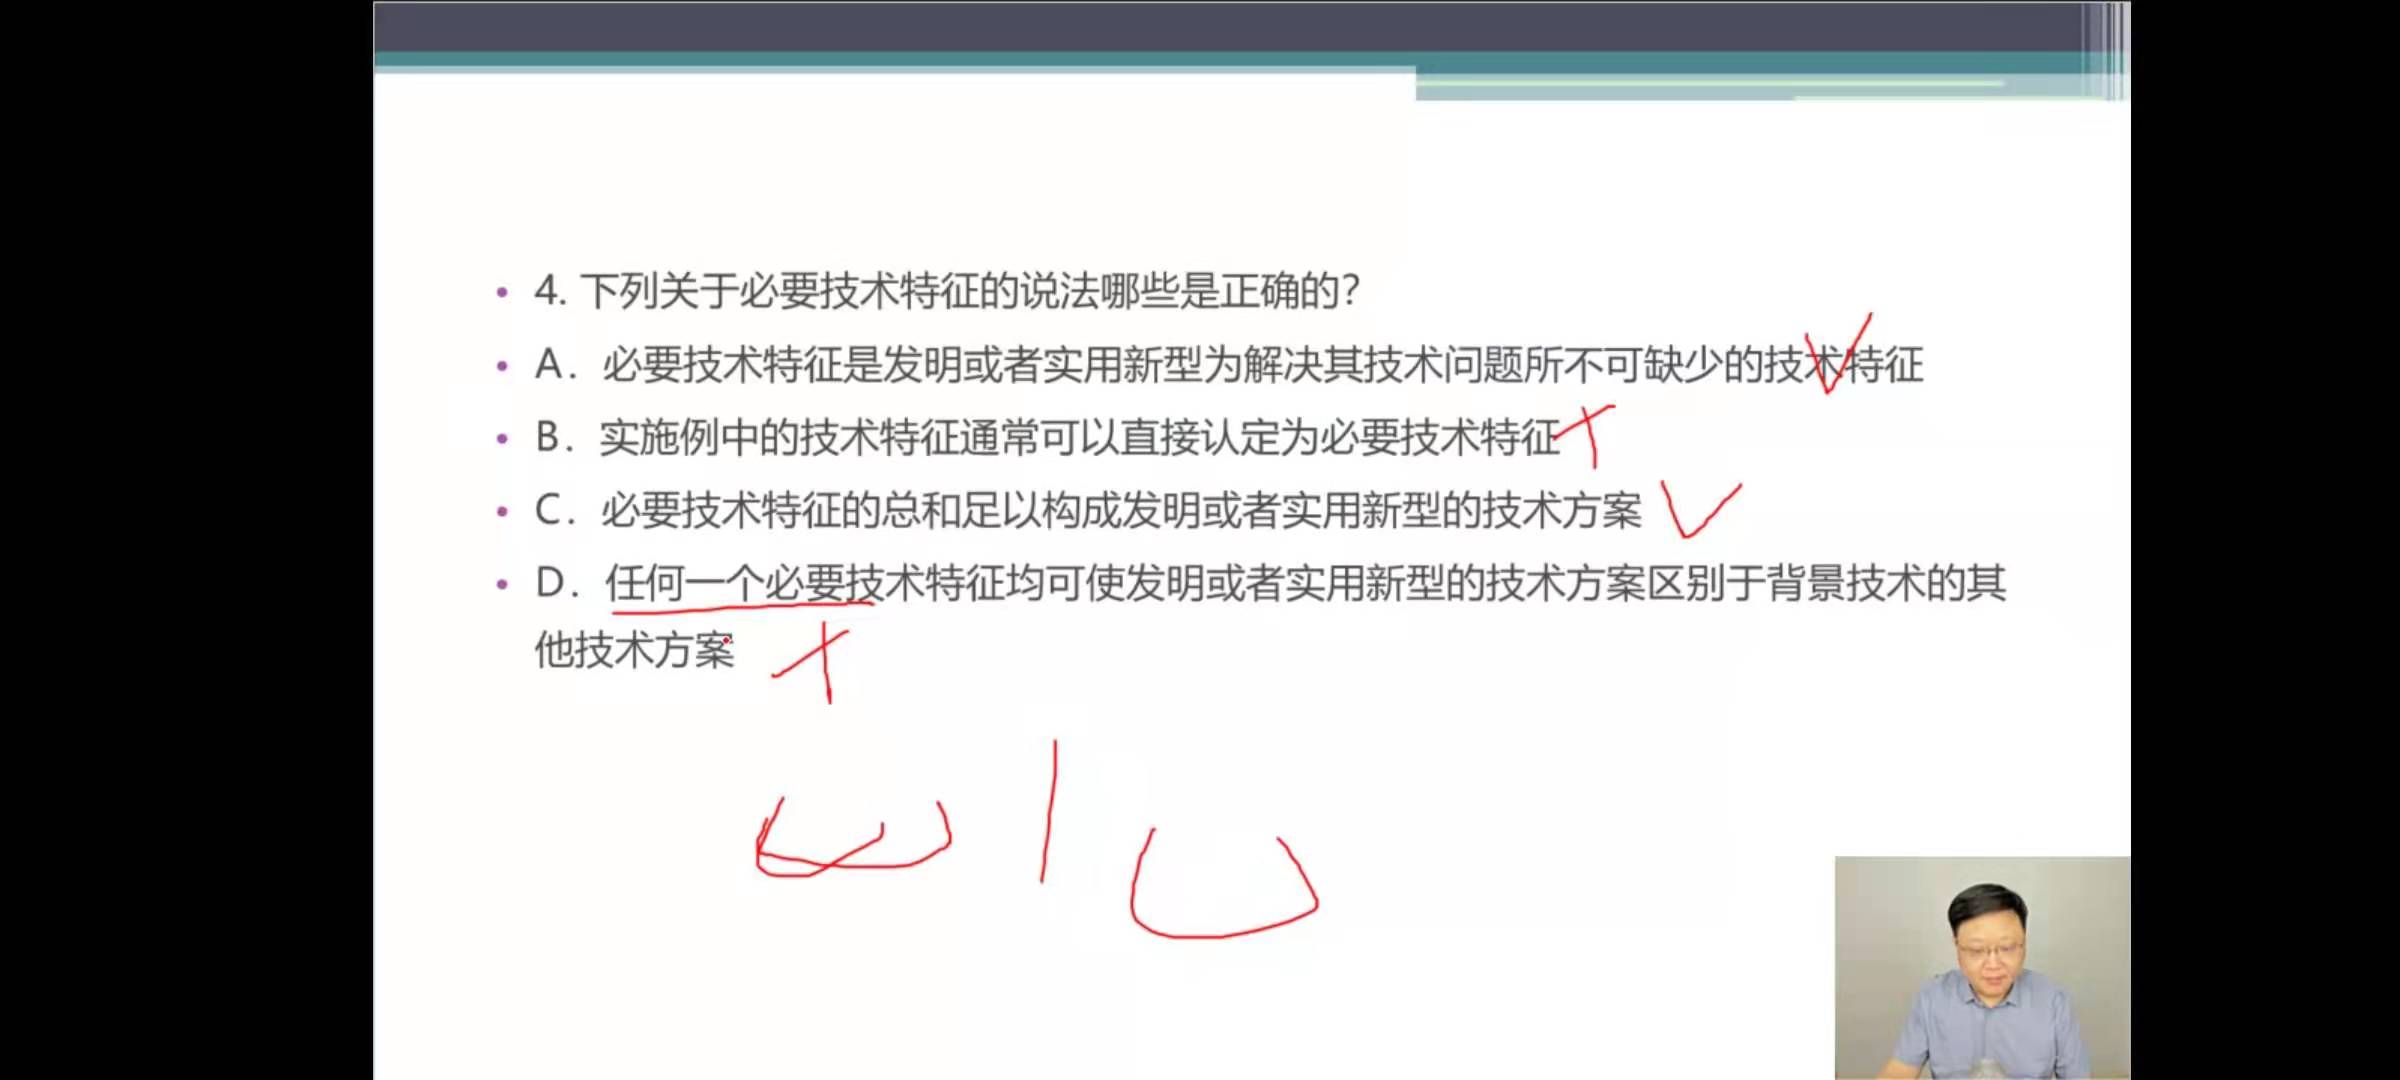 • 4. 下列关于必要技术特征的说法哪些是正确的?
• A．必要技术特征是发明或者实用新型为解决其技术问题所不可缺少的技术特征
• B．实施例中的技术特征通常可以直接认定为必要技术特征
• C．必要技术特征的总和足以构成发明或者实用新型的技术方案
• D．任何一个必要技术特征均可使发明或者实用新型的技术方案区别于背景技术的其
他技术方案